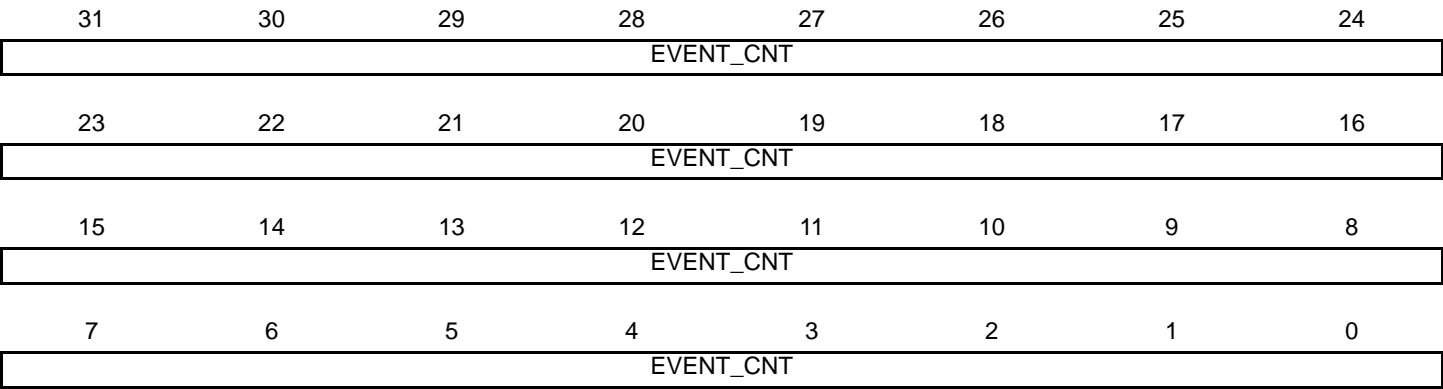 31 30 29 28 27 26 25 24
EVENT_CNT
23 22 21 20 19 18 17 16
EVENT_CNT
15 14 13 12 11 10 9 8
EVENT_CNT
7 6 5 4 3 2 1 0
EVENT_CNT